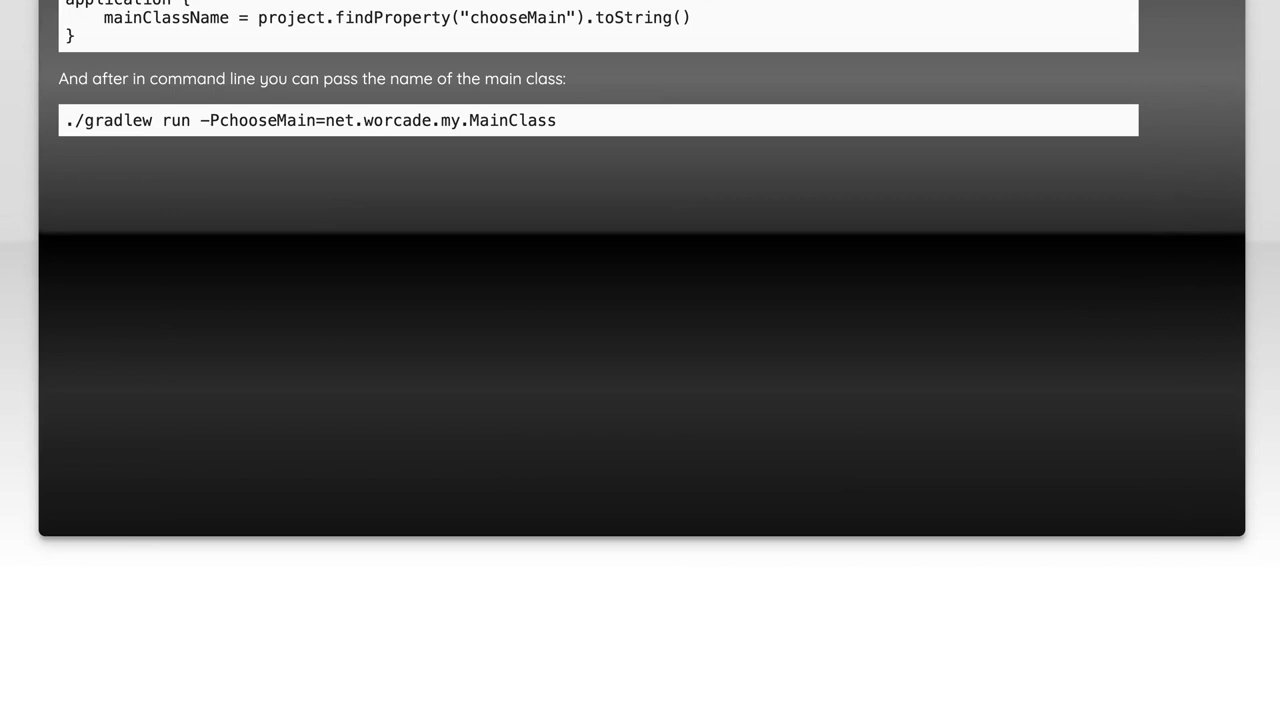 application {
    mainClassName = project.findProperty("chooseMain").toString()
}
And after in command line you can pass the name of the main class:
./gradlew run -PchooseMain=net.worcade.my.MainClass